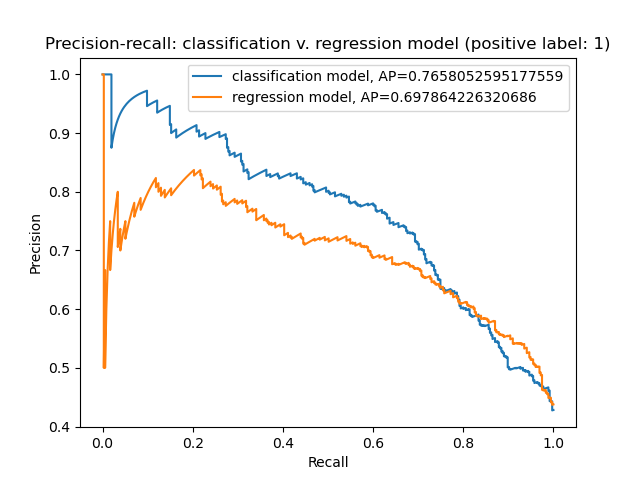 Precision-recall: classification v. regression model (positive label: 1)
classification model, AP=0.7658052595177559
regression model, AP=0.697864226320686
Precision
1.0
0.9
0.8
0.7
0.6
0.5
0.4
0.0 0.2 0.4 0.6 0.8 1.0
Recall